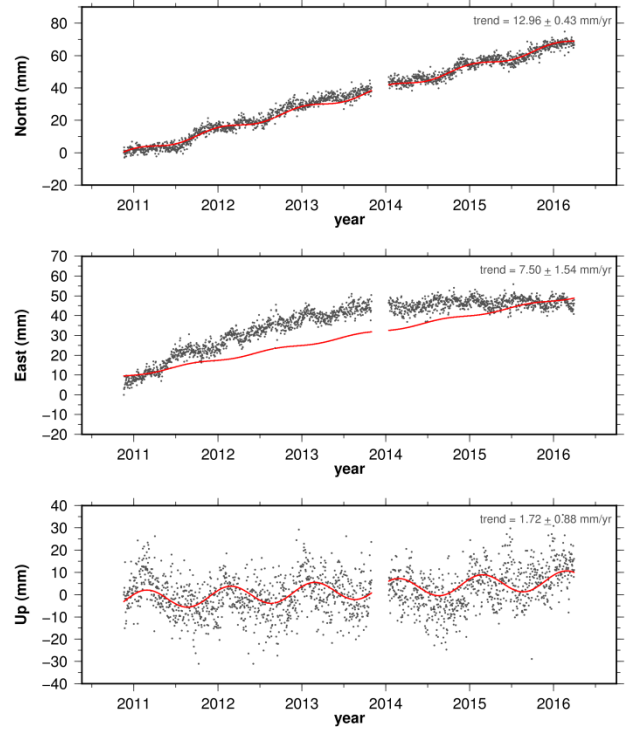 80
60
40
20
0
−20
North (mm)
trend = 12.96 ± 0.43 mm/yr
2011 2012 2013 2014 2015 2016
year
70
60
50
40
30
20
10
0
−10
−20
East (mm)
trend = 7.50 ± 1.54 mm/yr
2011 2012 2013 2014 2015 2016
year
40
30
20
10
0
−10
−20
−30
−40
Up (mm)
trend = 1.72 ± 0.88 mm/yr
2011 2012 2013 2014 2015 2016
year